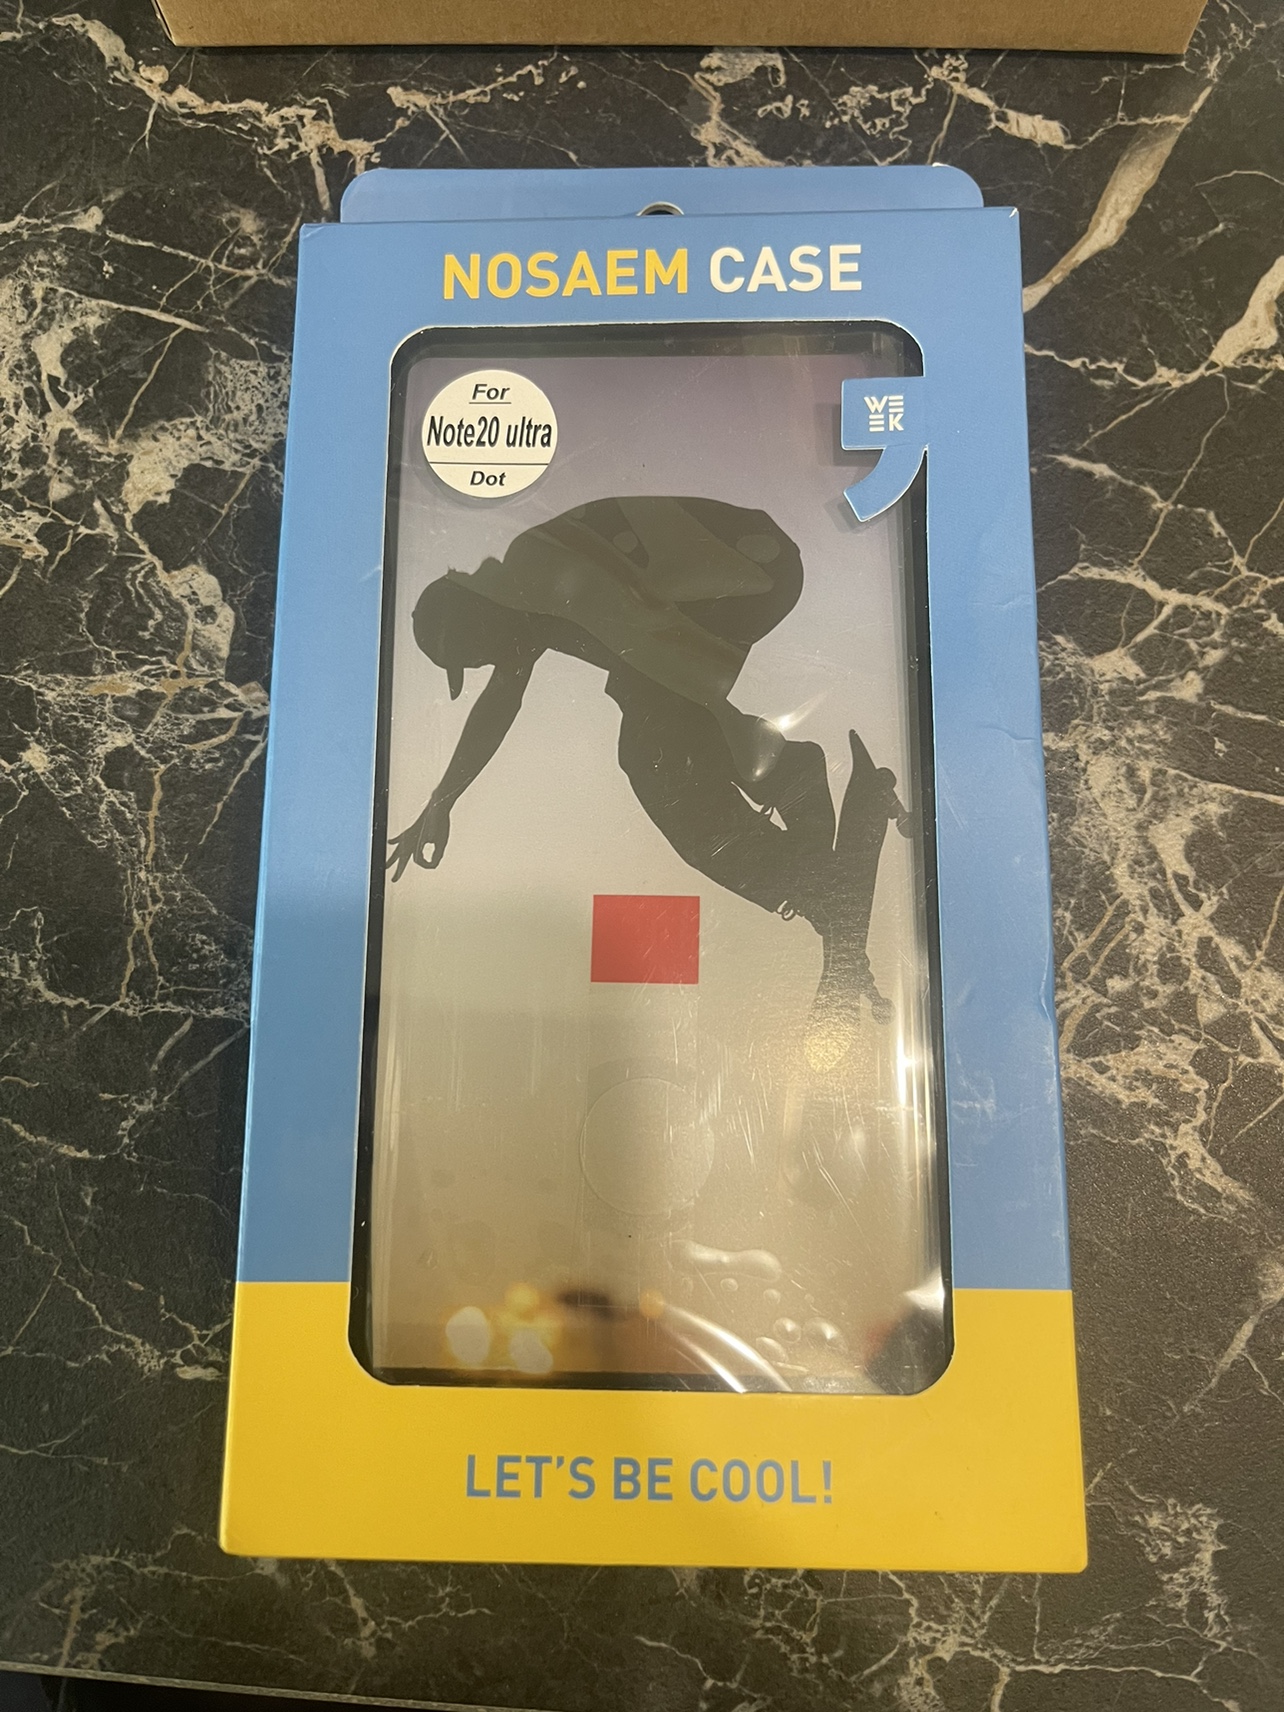 NOSAEM CASE
For
Note20 ultra
Dot
WE
EK
LET'S BE COOL!